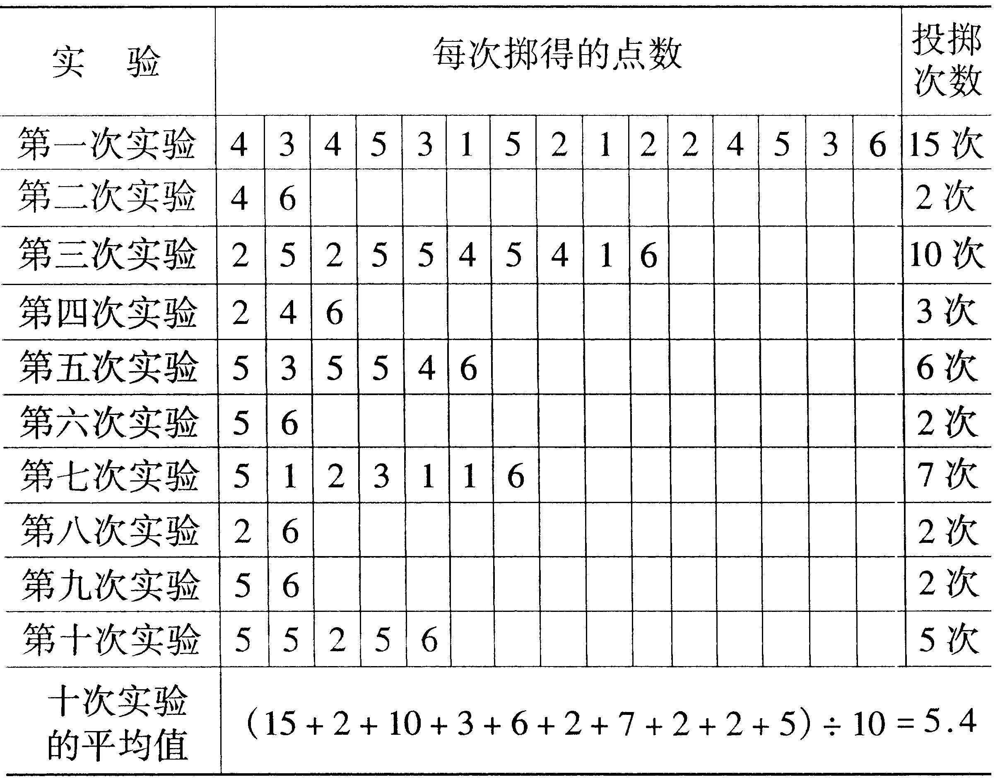 实 验 每次掷得的点数 投掷次数
第一次实验 4 3 4 5 3 1 5 2 1 2 2 4 5 3 6 15次
第二次实验 4 6 2次
第三次实验 2 5 2 5 5 4 5 4 1 6 10次
第四次实验 2 4 6 3次
第五次实验 5 3 5 5 4 6 6次
第六次实验 5 6 2次
第七次实验 5 1 2 3 1 1 6 7次
第八次实验 2 6 2次
第九次实验 5 6 2次
第十次实验 5 5 2 5 6 5次
十次实验的平均值 (15+2+10+3+6+2+7+2+2+5)÷10=5.4